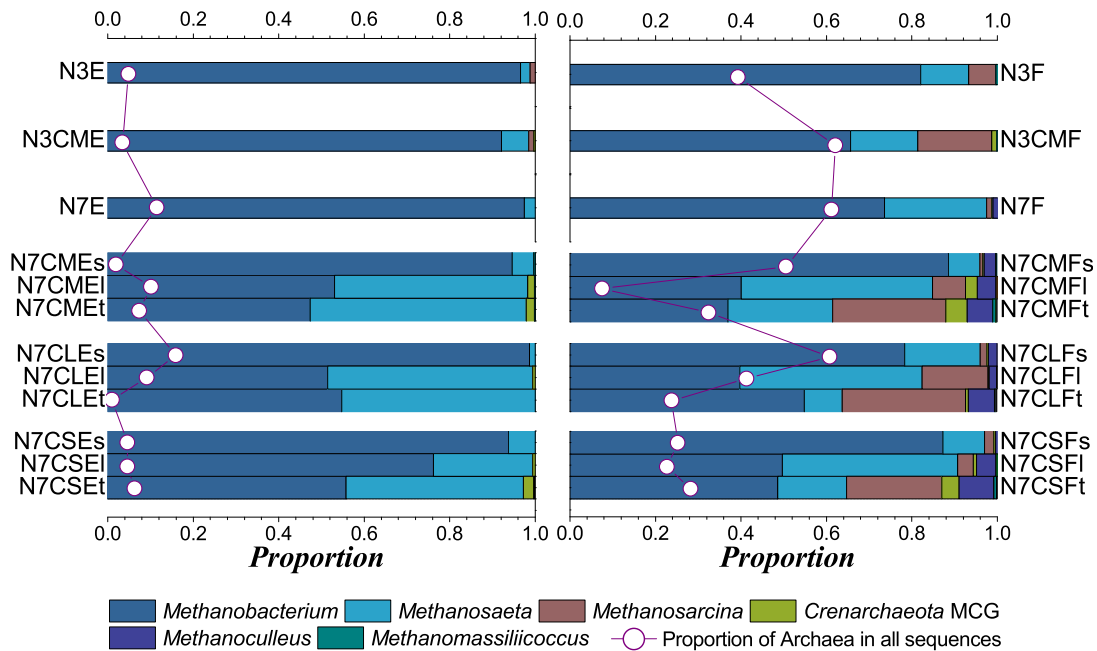 0.0 0.2 0.4 0.6 0.8 1.0 0.0 0.2 0.4 0.6 0.8 1.0
N3E N3F
N3CME N3CMF
N7E N7F
N7CMEs N7CMFs
N7CMEl N7CMFl
N7CMEt N7CMFt
N7CLEs N7CLFs
N7CLEl N7CLFl
N7CLEt N7CLFt
N7CSEs N7CSFs
N7CSEl N7CSFl
N7CSEt N7CSFt
0.0 0.2 0.4 0.6 0.8 1.0 0.0 0.2 0.4 0.6 0.8 1.0
Proportion Proportion
Methanobacterium Methanosaeta Methanosarcina Crenarchaeota MCG
Methanoculleus Methanomassiliicoccus Proportion of Archaea in all sequences